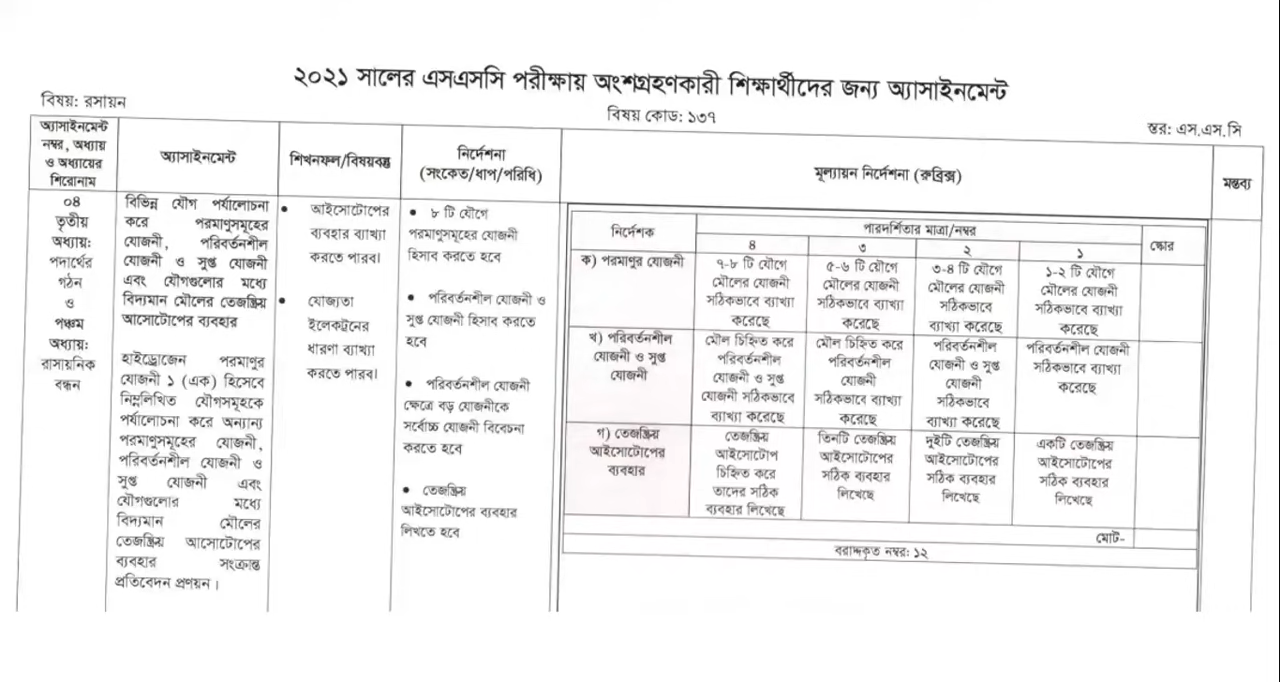 ২০২১ সালের এসএসসি পরীক্ষায় অংশগ্রহণকারী শিক্ষার্থীদের জন্য অ্যাসাইনমেন্ট
বিষয়: রসায়ন
বিষয় কোড: ১৩৭
স্তর: এস.এস.সি
অ্যাসাইনমেন্ট
নম্বর, অধ্যায়
ও অধ্যায়ের
শিরোনাম
অ্যাসাইনমেন্ট
শিখনফল/বিষয়বস্তু
নির্দেশনা
(সংকেত/ধাপ/পরিধি)
মূল্যায়ন নির্দেশনা (রুব্রিক্স)
মন্তব্য
০৪
তৃতীয়
অধ্যায়:
পদার্থের
গঠন
ও
পঞ্চম
অধ্যায়:
রাসায়নিক
বন্ধন
বিভিন্ন যৌগ পর্যালোচনা
করে পরমাণুসমূহের
যোজনী, পরিবর্তনশীল
যোজনী ও সুপ্ত যোজনী
এবং যৌগগুলোর মধ্যে
বিদ্যমান মৌলের তেজস্ক্রিয়
আসোটোপের ব্যবহার
হাইড্রোজেন পরমাণুর
যোজনী ১ (এক) হিসেবে
নিম্নলিখিত যৌগসমূহকে
পর্যালোচনা করে অন্যান্য
পরমাণুসমূহের যোজনী,
পরিবর্তনশীল যোজনী ও
সুপ্ত যোজনী এবং
যৌগগুলোর মধ্যে
বিদ্যমান মৌলের
তেজস্ক্রিয় আসোটোপের
ব্যবহার সংক্রান্ত
প্রতিবেদন প্রণয়ন।
• আইসোটোপের
ব্যবহার ব্যাখ্যা
করতে পারব।
• যোজ্যতা
ইলেকট্রনের
ধারণা ব্যাখ্যা
করতে পারব।
• ৮ টি যৌগে
পরমাণুসমূহের যোজনী
হিসাব করতে হবে
• পরিবর্তনশীল যোজনী ও
সুপ্ত যোজনী হিসাব করতে
হবে
• পরিবর্তনশীল যোজনী
ক্ষেত্রে বড় যোজনীকে
সর্বোচ্চ যোজনী বিবেচনা
করতে হবে
• তেজস্ক্রিয়
আইসোটোপের ব্যবহার
লিখতে হবে
নির্দেশক
পারদর্শিতার মাত্রা/নম্বর
স্কোর
৪
৩
২
১
ক) পরমাণুর যোজনী
৭-৮ টি যৌগে
মৌলের যোজনী
সঠিকভাবে ব্যাখ্যা
করেছে
৫-৬ টি যৌগে
মৌলের যোজনী
সঠিকভাবে ব্যাখ্যা
করেছে
৩-৪ টি যৌগে
মৌলের যোজনী
সঠিকভাবে
ব্যাখ্যা করেছে
১-২ টি যৌগে
মৌলের যোজনী
সঠিকভাবে ব্যাখ্যা
করেছে
খ) পরিবর্তনশীল
যোজনী ও সুপ্ত
যোজনী
মৌল চিহ্নিত করে
পরিবর্তনশীল
যোজনী ও সুপ্ত
যোজনী সঠিকভাবে
ব্যাখ্যা করেছে
মৌল চিহ্নিত করে
পরিবর্তনশীল
যোজনী
সঠিকভাবে ব্যাখ্যা
করেছে
পরিবর্তনশীল
যোজনী ও সুপ্ত
যোজনী
সঠিকভাবে
ব্যাখ্যা করেছে
পরিবর্তনশীল যোজনী
সঠিকভাবে ব্যাখ্যা
করেছে
গ) তেজস্ক্রিয়
আইসোটোপের
ব্যবহার
তেজস্ক্রিয়
আইসোটোপ
চিহ্নিত করে
তাদের সঠিক
ব্যবহার লিখেছে
তিনটি তেজস্ক্রিয়
আইসোটোপের
সঠিক ব্যবহার
লিখেছে
দুইটি তেজস্ক্রিয়
আইসোটোপের
সঠিক ব্যবহার
লিখেছে
একটি তেজস্ক্রিয়
আইসোটোপের
সঠিক ব্যবহার
লিখেছে
মোট-
বরাদ্দকৃত নম্বর: ১২